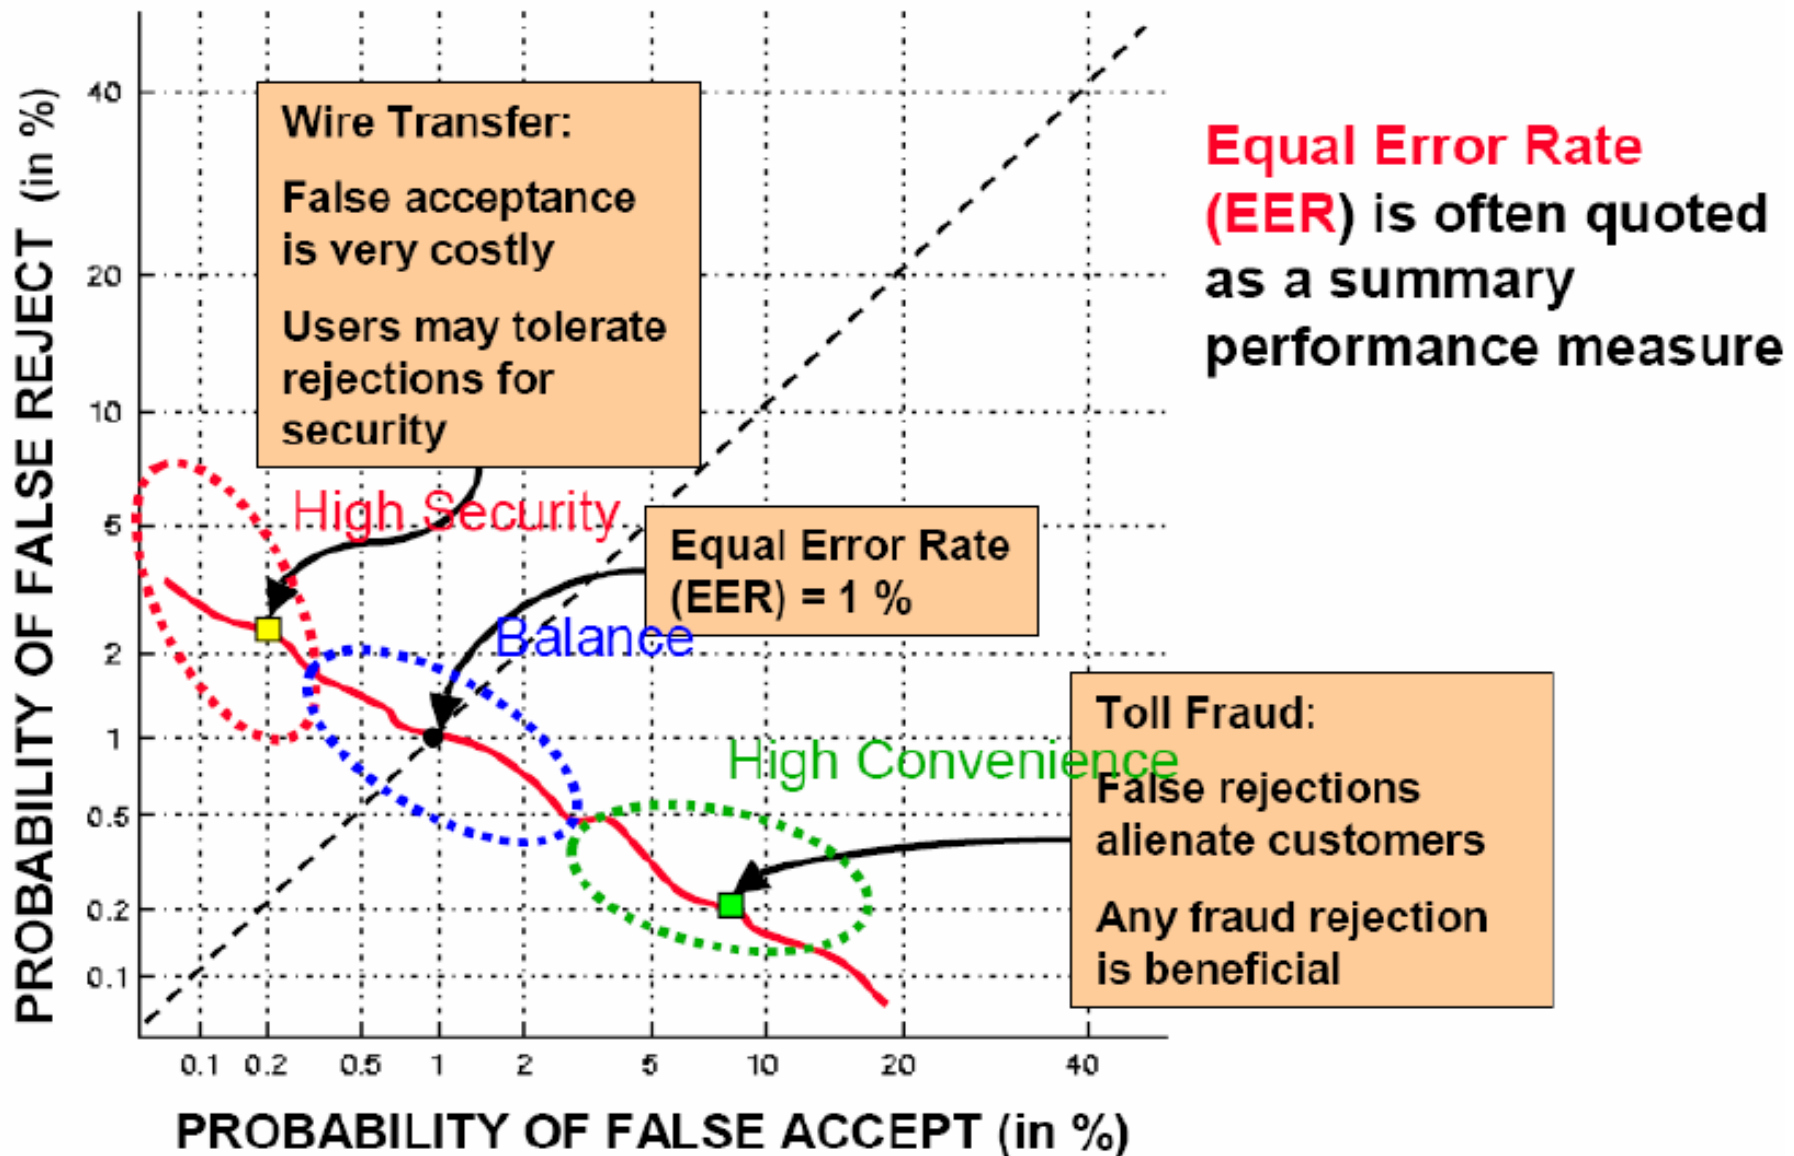 PROBABILITY OF FALSE REJECT (in %)
40
20
10
5
2
1
0.5
0.2
0.1
Wire Transfer:
False acceptance
is very costly
Users may tolerate
rejections for
security
Equal Error Rate
(EER) is often quoted
as a summary
performance measure
High Security
Equal Error Rate
(EER) = 1 %
Balance
High Convenience
Toll Fraud:
False rejections
alienate customers
Any fraud rejection
is beneficial
0.1 0.2 0.5 1 2 5 10 20 40
PROBABILITY OF FALSE ACCEPT (in %)